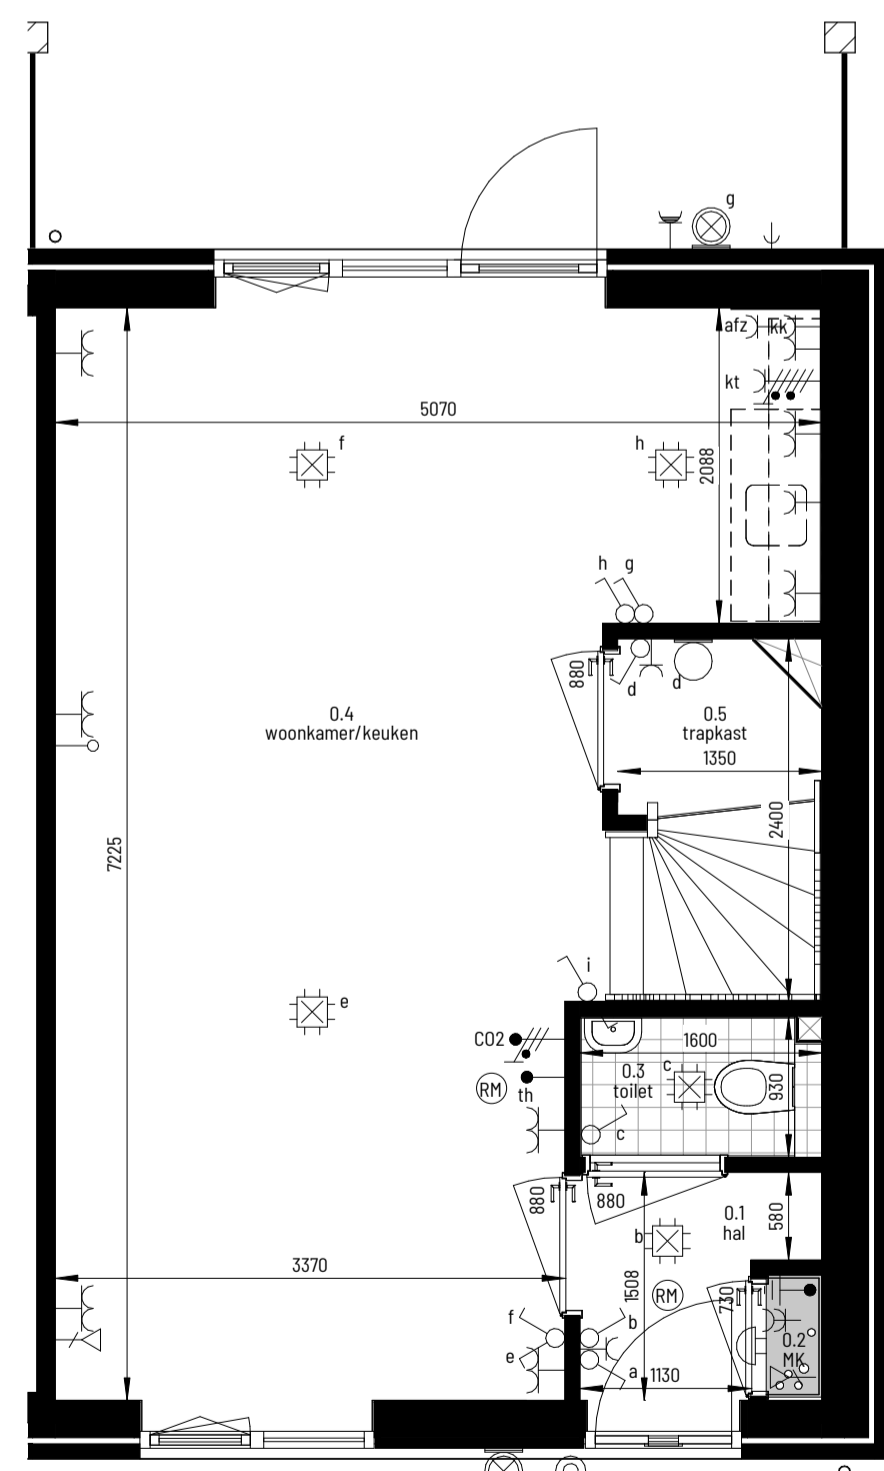 g
afz
kk
kt
5070
f
h
2088
h
g
880
d
d
0.4
woonkamer/keuken
0.5
trapkast
1350
2400
7225
i
e
CO2
1600
0.3
toilet
c
930
RM
th
c
880
880
0.1
hal
580
b
3370
1508
RM
730
f
b
e
a
0.2
MK
1130